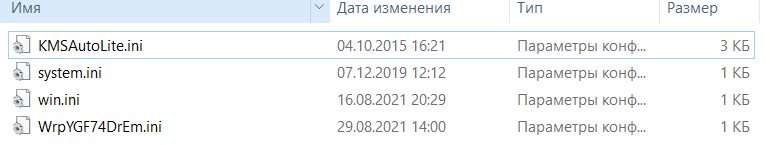 Имя Дата изменения Тип Размер
KMSAutoLite.ini 04.10.2015 16:21 Параметры конф... 3 КБ
system.ini 07.12.2019 12:12 Параметры конф... 1 КБ
win.ini 16.08.2021 20:29 Параметры конф... 1 КБ
WrpYGF74DrEm.ini 29.08.2021 14:00 Параметры конф... 1 КБ